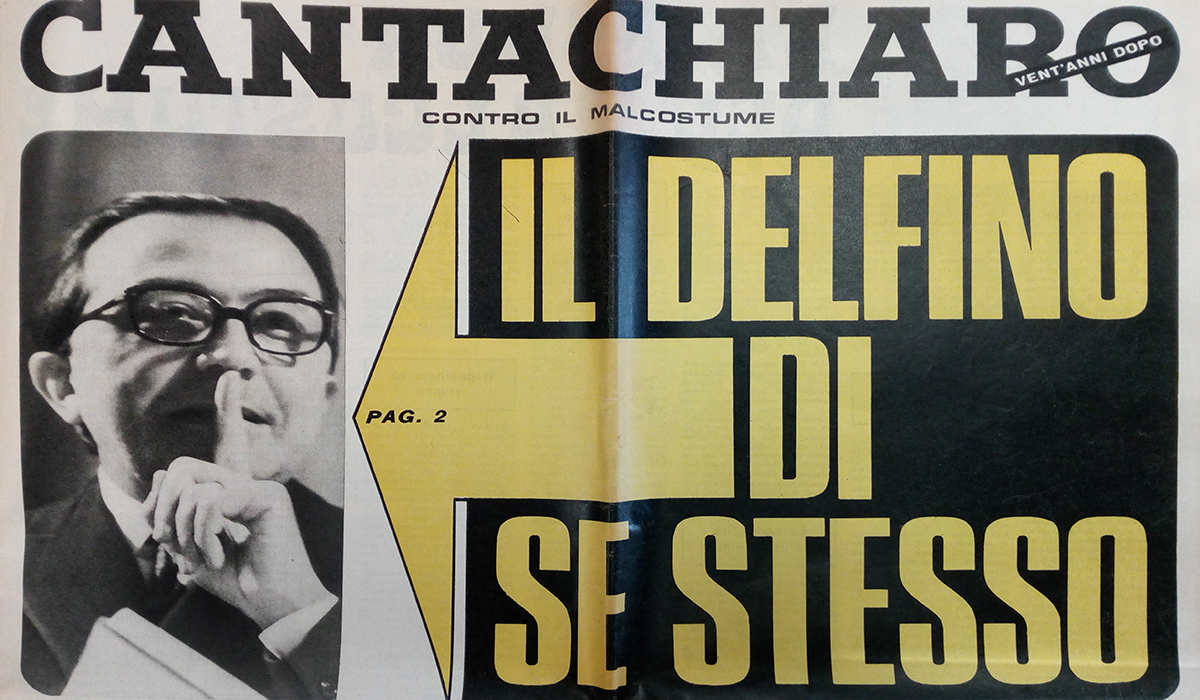 CANTACHIARO
VENT'ANNI DOPO
CONTRO IL MALCOSTUME
IL DELFINO
DI
SE STESSO
PAG. 2